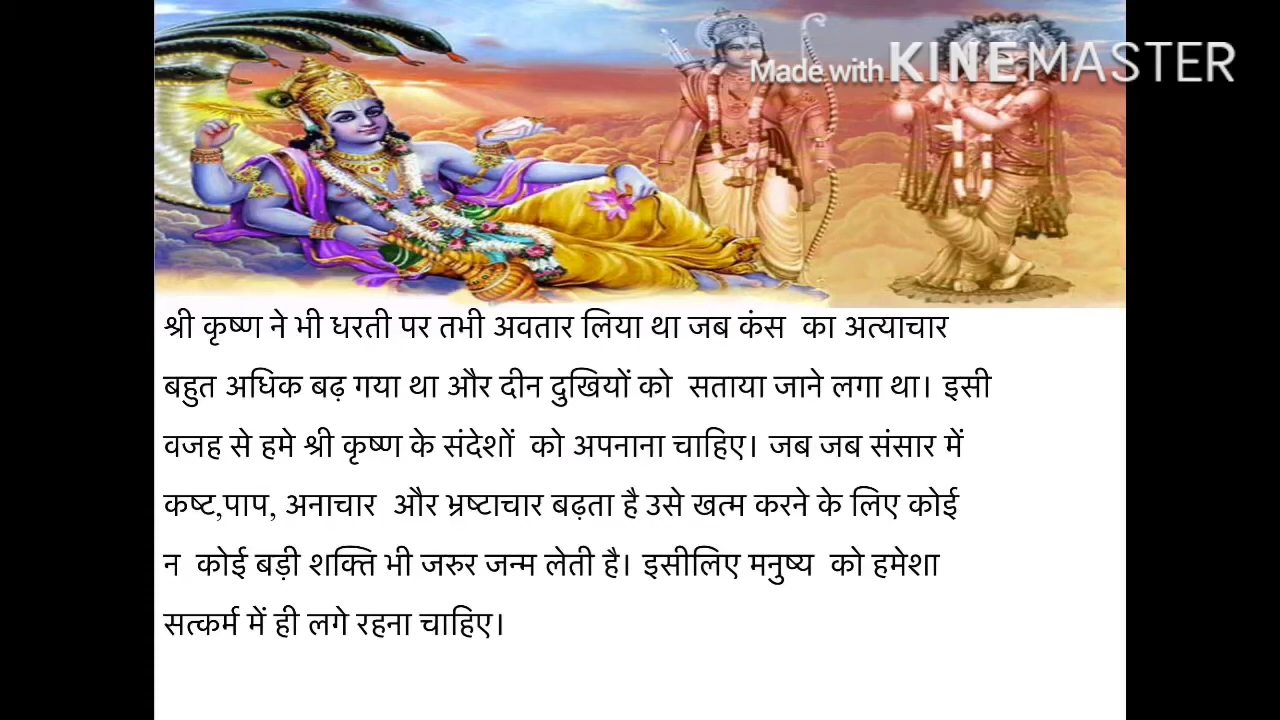 Made with KINEMASTER
श्री कृष्ण ने भी धरती पर तभी अवतार लिया था जब कंस का अत्याचार
बहुत अधिक बढ़ गया था और दीन दुखियों को सताया जाने लगा था। इसी
वजह से हमे श्री कृष्ण के संदेशों को अपनाना चाहिए। जब जब संसार में
कष्ट,पाप, अनाचार और भ्रष्टाचार बढ़ता है उसे खत्म करने के लिए कोई
न कोई बड़ी शक्ति भी जरुर जन्म लेती है। इसीलिए मनुष्य को हमेशा
सत्कर्म में ही लगे रहना चाहिए।